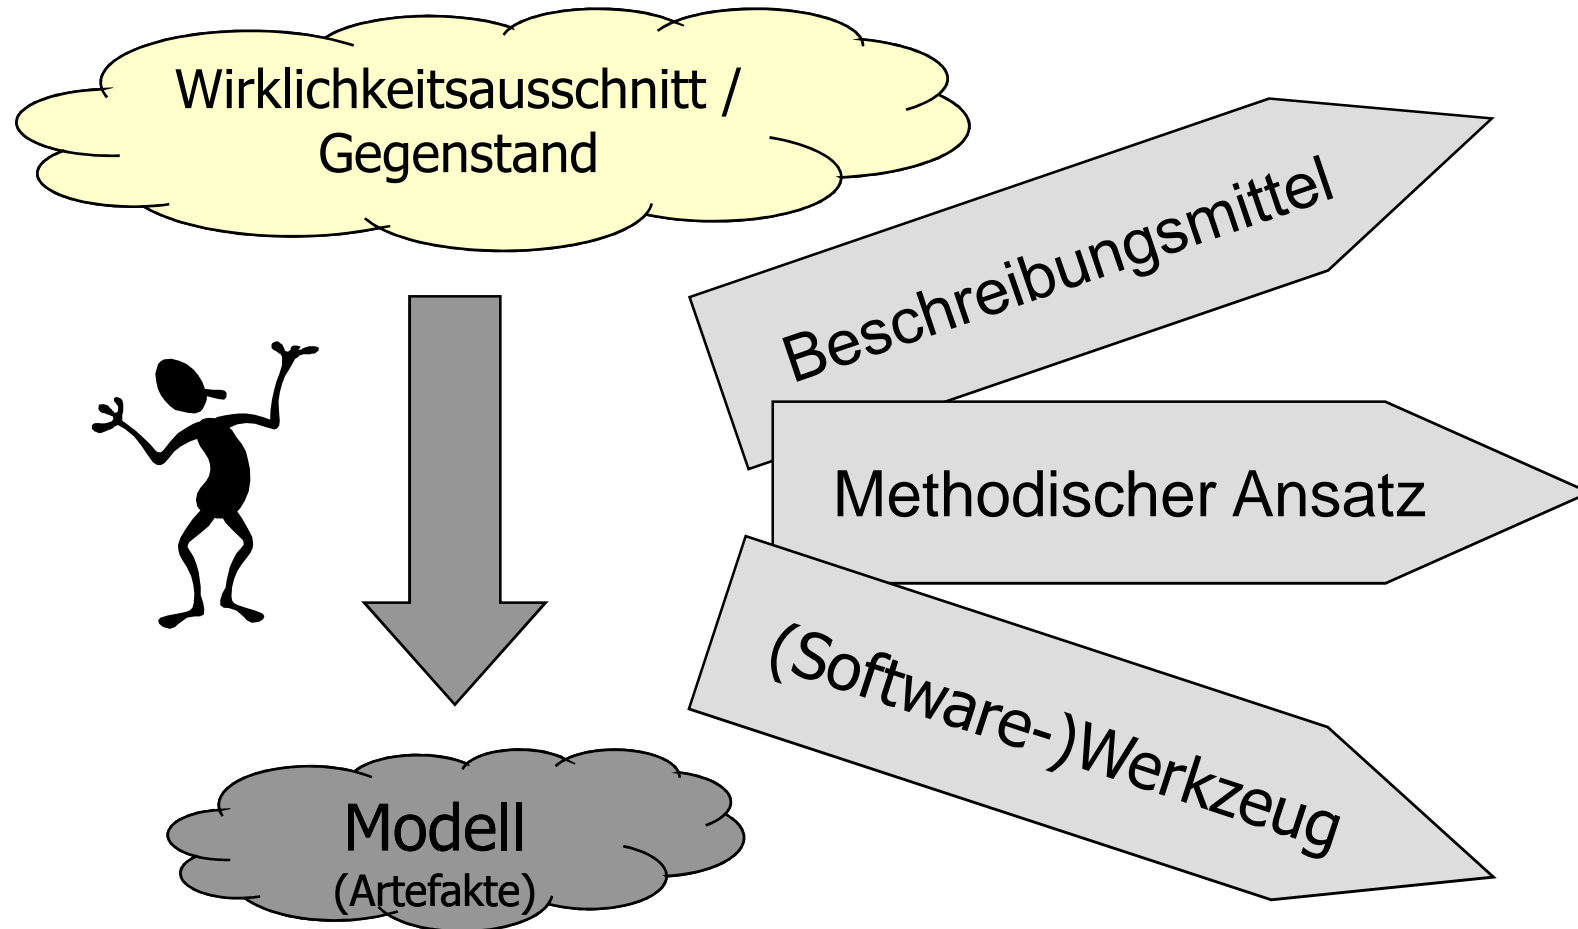 Wirklichkeitsausschnitt /
Gegenstand
Beschreibungsmittel
Methodischer Ansatz
(Software-)Werkzeug
Modell
(Artefakte)